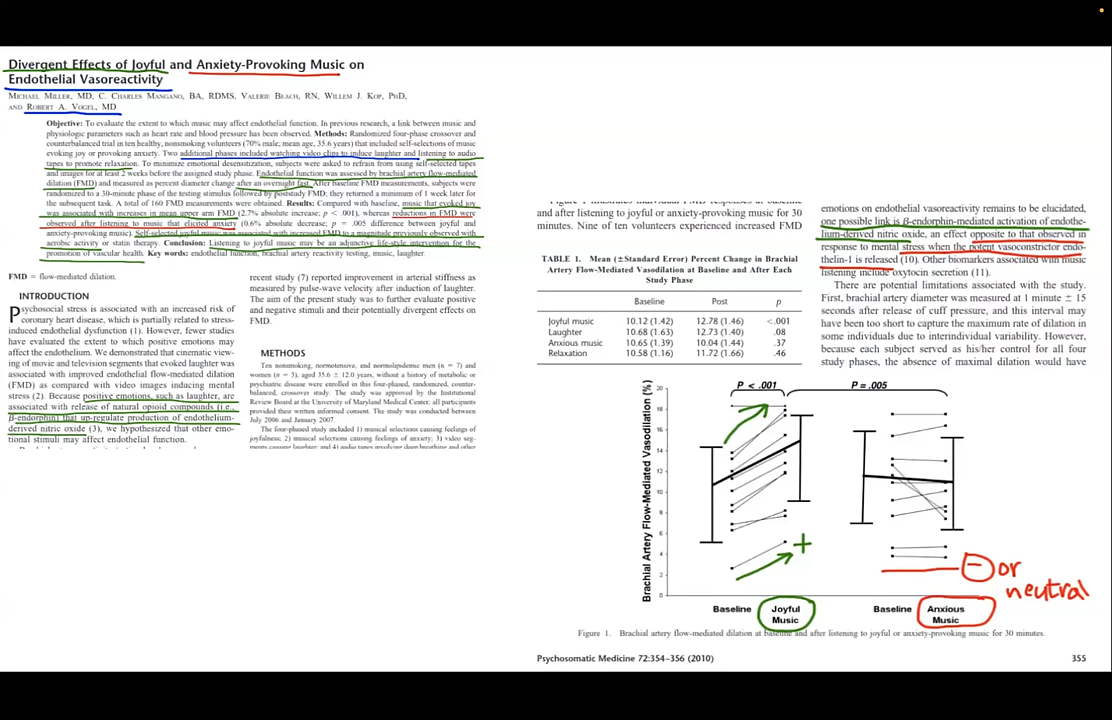 Divergent Effects of Joyful and Anxiety-Provoking Music on
Endothelial Vasoreactivity
MICHAEL MILLER, MD, C. CHARLES MANGANO, BA, RDMS, VALERIE BEACH, RN, WILLEM J. KOP, PHD,
AND ROBERT A. VOGEL, MD
Objective: To evaluate the extent to which music may affect endothelial function. In previous research, a link between music and
physiologic parameters such as heart rate and blood pressure has been observed. Methods: Randomized four-phase crossover and
counterbalanced trial in ten healthy, nonsmoking volunteers (70% male; mean age, 35.6 years) that included self-selections of music
evoking joy or provoking anxiety. Two additional phases included watching video clips to induce laughter and listening to audio
tapes to promote relaxation. To minimize emotional desensitization, subjects were asked to refrain from using self-selected tapes
and images for at least 2 weeks before the assigned study phase. Endothelial function was assessed by brachial artery flow-mediated
dilation (FMD) and measured as percent diameter change after an overnight fast. After baseline FMD measurements, subjects were
randomized to a 30-minute phase of the testing stimulus followed by poststudy FMD; they returned a minimum of 1 week later for
the subsequent task. A total of 160 FMD measurements were obtained. Results: Compared with baseline, music that evoked joy
was associated with increases in mean upper arm FMD (2.7% absolute increase; p < .001), whereas reductions in FMD were
observed after listening to music that elicited anxiety (0.6% absolute decrease; p = .005 difference between joyful and
anxiety-provoking music). Self-selected joyful music was associated with increased FMD to a magnitude previously observed with
aerobic activity or statin therapy. Conclusion: Listening to joyful music may be an adjunctive life-style intervention for the
promotion of vascular health. Key words: endothelial function, brachial artery reactivity testing, music, laughter.
FMD = flow-mediated dilation.
INTRODUCTION
Psychosocial stress is associated with an increased risk of
coronary heart disease, which is partially related to stress-
induced endothelial dysfunction (1). However, fewer studies
have evaluated the extent to which positive emotions may
affect the endothelium. We demonstrated that cinematic view-
ing of movie and television segments that evoked laughter was
associated with improved endothelial flow-mediated dilation
(FMD) as compared with video images inducing mental
stress (2). Because positive emotions, such as laughter, are
associated with release of natural opioid compounds (i.e.,
β-endorphin) that up-regulate production of endothelium-
derived nitric oxide (3), we hypothesized that other emo-
tional stimuli may affect endothelial function.
recent study (7) reported improvement in arterial stiffness as
measured by pulse-wave velocity after induction of laughter.
The aim of the present study was to further evaluate positive
and negative stimuli and their potentially divergent effects on
FMD.
METHODS
Ten nonsmoking, normotensive, and normolipidemic men (n = 7) and
women (n = 3), aged 35.6 ± 12.0 years, without a history of metabolic or
psychiatric disease were enrolled in this four-phased, randomized, counter-
balanced, crossover study. The study was approved by the Institutional
Review Board at the University of Maryland Medical Center; all participants
provided their written informed consent. The study was conducted between
July 2006 and January 2007.
The four-phased study included 1) musical selections causing feelings of
joyfulness; 2) musical selections causing feelings of anxiety; 3) video seg-
and after listening to joyful or anxiety-provoking music for 30
minutes. Nine of ten volunteers experienced increased FMD
TABLE 1. Mean (±Standard Error) Percent Change in Brachial
Artery Flow-Mediated Vasodilation at Baseline and After Each
Study Phase
Baseline Post p
Joyful music 10.12 (1.42) 12.78 (1.46) <.001
Laughter 10.68 (1.63) 12.73 (1.40) .08
Anxious music 10.65 (1.39) 10.04 (1.44) .37
Relaxation 10.58 (1.16) 11.72 (1.66) .46
emotions on endothelial vasoreactivity remains to be elucidated,
one possible link is β-endorphin-mediated activation of endothe-
lium-derived nitric oxide, an effect opposite to that observed in
response to mental stress when the potent vasoconstrictor endo-
thelin-1 is released (10). Other biomarkers associated with music
listening include oxytocin secretion (11).
There are potential limitations associated with the study.
First, brachial artery diameter was measured at 1 minute ± 15
seconds after release of cuff pressure, and this interval may
have been too short to capture the maximum rate of dilation in
some individuals due to interindividual variability. However,
because each subject served as his/her control for all four
study phases, the absence of maximal dilation would have
Brachial Artery Flow-Mediated Vasodilation (%)
P < .001 P = .005
20
18
16
14
12
10
8
6
4
2
0
+
- or
neutral
Baseline Joyful Music Baseline Anxious Music
Figure 1. Brachial artery flow-mediated dilation at baseline and after listening to joyful or anxiety-provoking music for 30 minutes.
Psychosomatic Medicine 72:354–356 (2010) 355